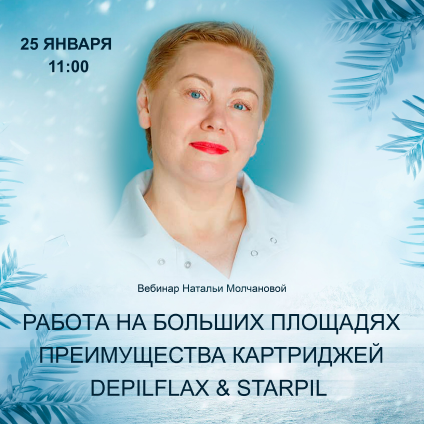 25 ЯНВАРЯ
11:00
Вебинар Натальи Молчановой
РАБОТА НА БОЛЬШИХ ПЛОЩАДЯХ
ПРЕИМУЩЕСТВА КАРТРИДЖЕЙ
DEPILFLAX & STARPIL